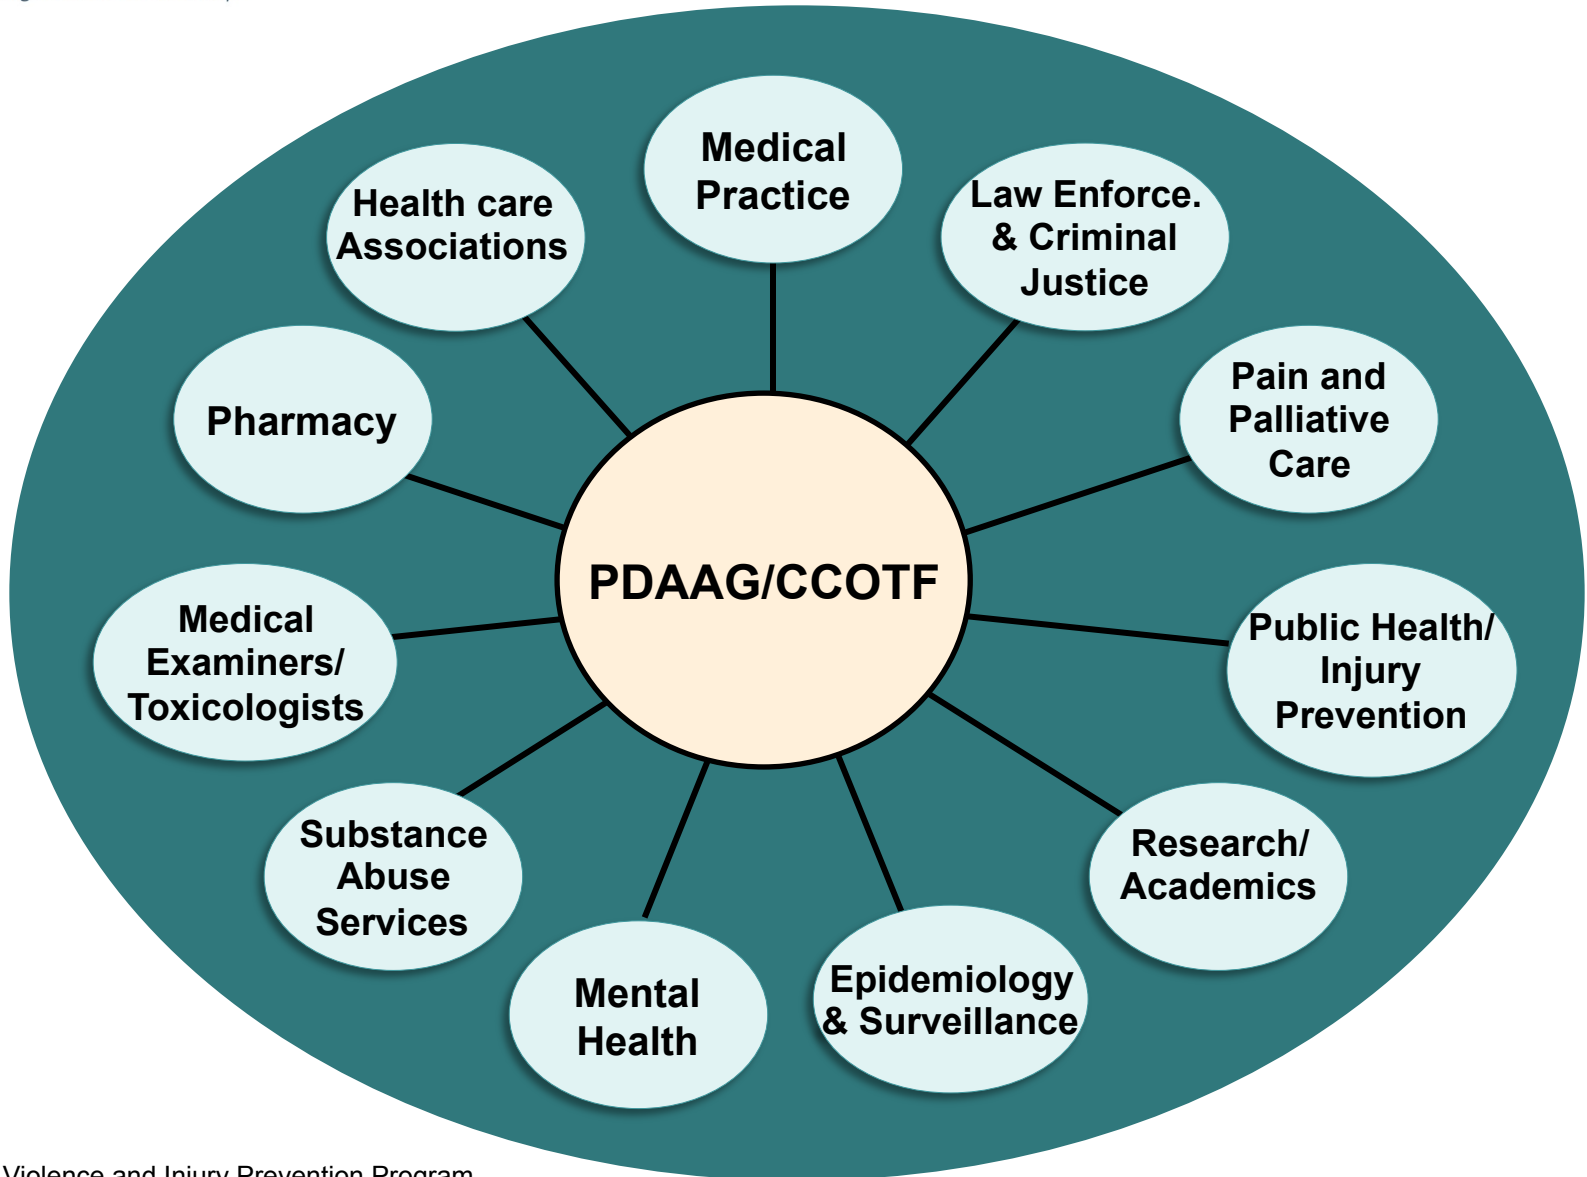 Medical
Practice
Law Enforce.
& Criminal
Justice
Pain and
Palliative
Care
Public Health/
Injury
Prevention
Research/
Academics
Epidemiology
& Surveillance
Mental
Health
Substance
Abuse
Services
Medical
Examiners/
Toxicologists
Pharmacy
Health care
Associations
PDAAG/CCOTF
Violence and Injury Prevention Program